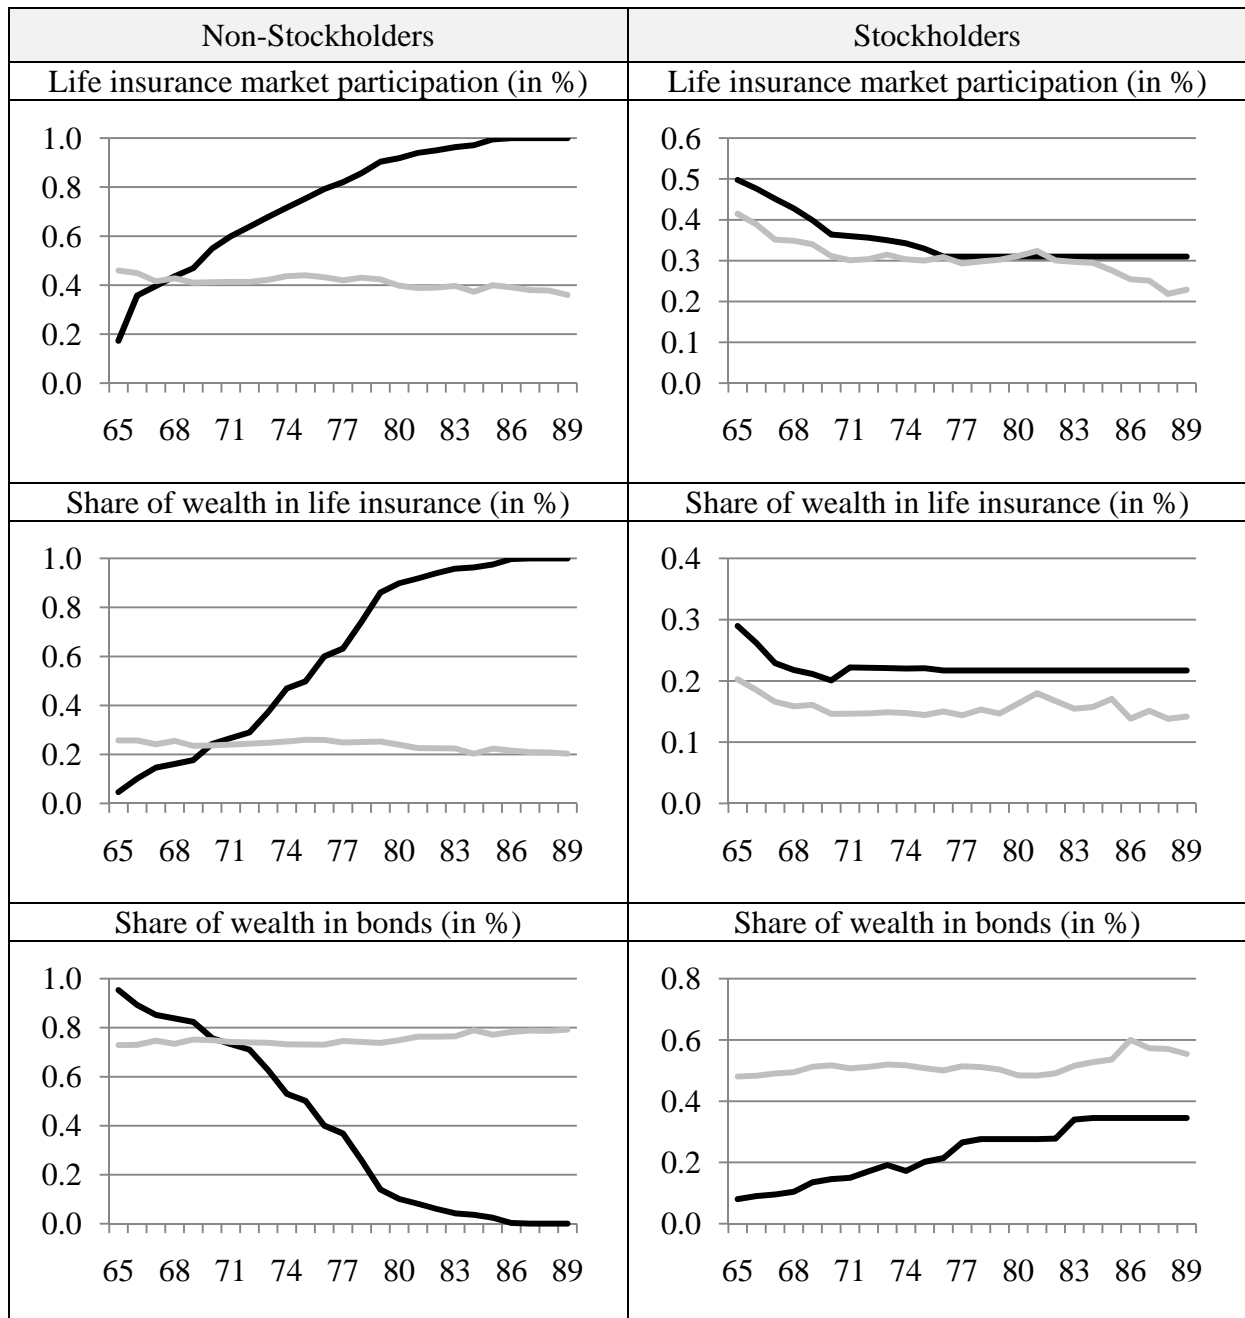 Non-Stockholders
Stockholders
Life insurance market participation (in %)
Life insurance market participation (in %)
1.0
0.8
0.6
0.4
0.2
0.0
65 68 71 74 77 80 83 86 89
0.6
0.5
0.4
0.3
0.2
0.1
0.0
65 68 71 74 77 80 83 86 89
Share of wealth in life insurance (in %)
Share of wealth in life insurance (in %)
1.0
0.8
0.6
0.4
0.2
0.0
65 68 71 74 77 80 83 86 89
0.4
0.3
0.2
0.1
0.0
65 68 71 74 77 80 83 86 89
Share of wealth in bonds (in %)
Share of wealth in bonds (in %)
1.0
0.8
0.6
0.4
0.2
0.0
65 68 71 74 77 80 83 86 89
0.8
0.6
0.4
0.2
0.0
65 68 71 74 77 80 83 86 89